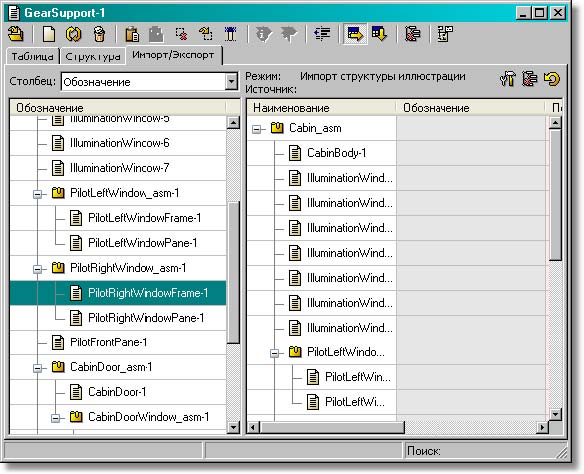 GearSupport-1
Таблица Структура Импорт/Экспорт
Столбец: Обозначение
Режим: Импорт структуры иллюстрации
Источник:
Обозначение
IlluminationWincow-5
IlluminationWincow-6
IlluminationWincow-7
PilotLeftWindow_asm-1
PilotLeftWindowFrame-1
PilotLeftWindowPane-1
PilotRightWindow_asm-1
PilotRightWindowFrame-1
PilotRightWindowPane-1
PilotFrontPane-1
CabinDoor_asm-1
CabinDoor-1
CabinDoorWindow_asm-1
Наименование Обозначение По
Cabin_asm
CabinBody-1
IlluminationWind...
IlluminationWind...
IlluminationWind...
IlluminationWind...
IlluminationWind...
IlluminationWind...
IlluminationWind...
PilotLeftWindo...
PilotLeftWin...
PilotLeftWi...
Поиск: